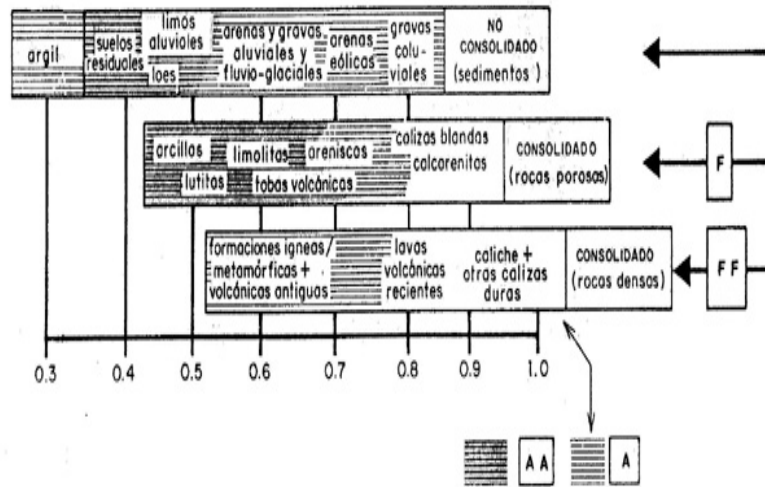 argil
suelos
residuales
limos
aluviales
loes
arenas y gravas
aluviales y
fluvio-glaciales
arenas
eólicas
gravas
colu-
viales
NO
CONSOLIDADO
(sedimentos)
arcillas
lutitas
limolitas
tobas volcánicas
areniscos
calizas blandas
calcarenitas
CONSOLIDADO
(rocas porosas)
F
formaciones igneas/
metamórficas +
volcánicas antiguas
lavas
volcánicas
recientes
caliche +
otras calizas
duras
CONSOLIDADO
(rocas densas)
F F
0.3 0.4 0.5 0.6 0.7 0.8 0.9 1.0
A A
A